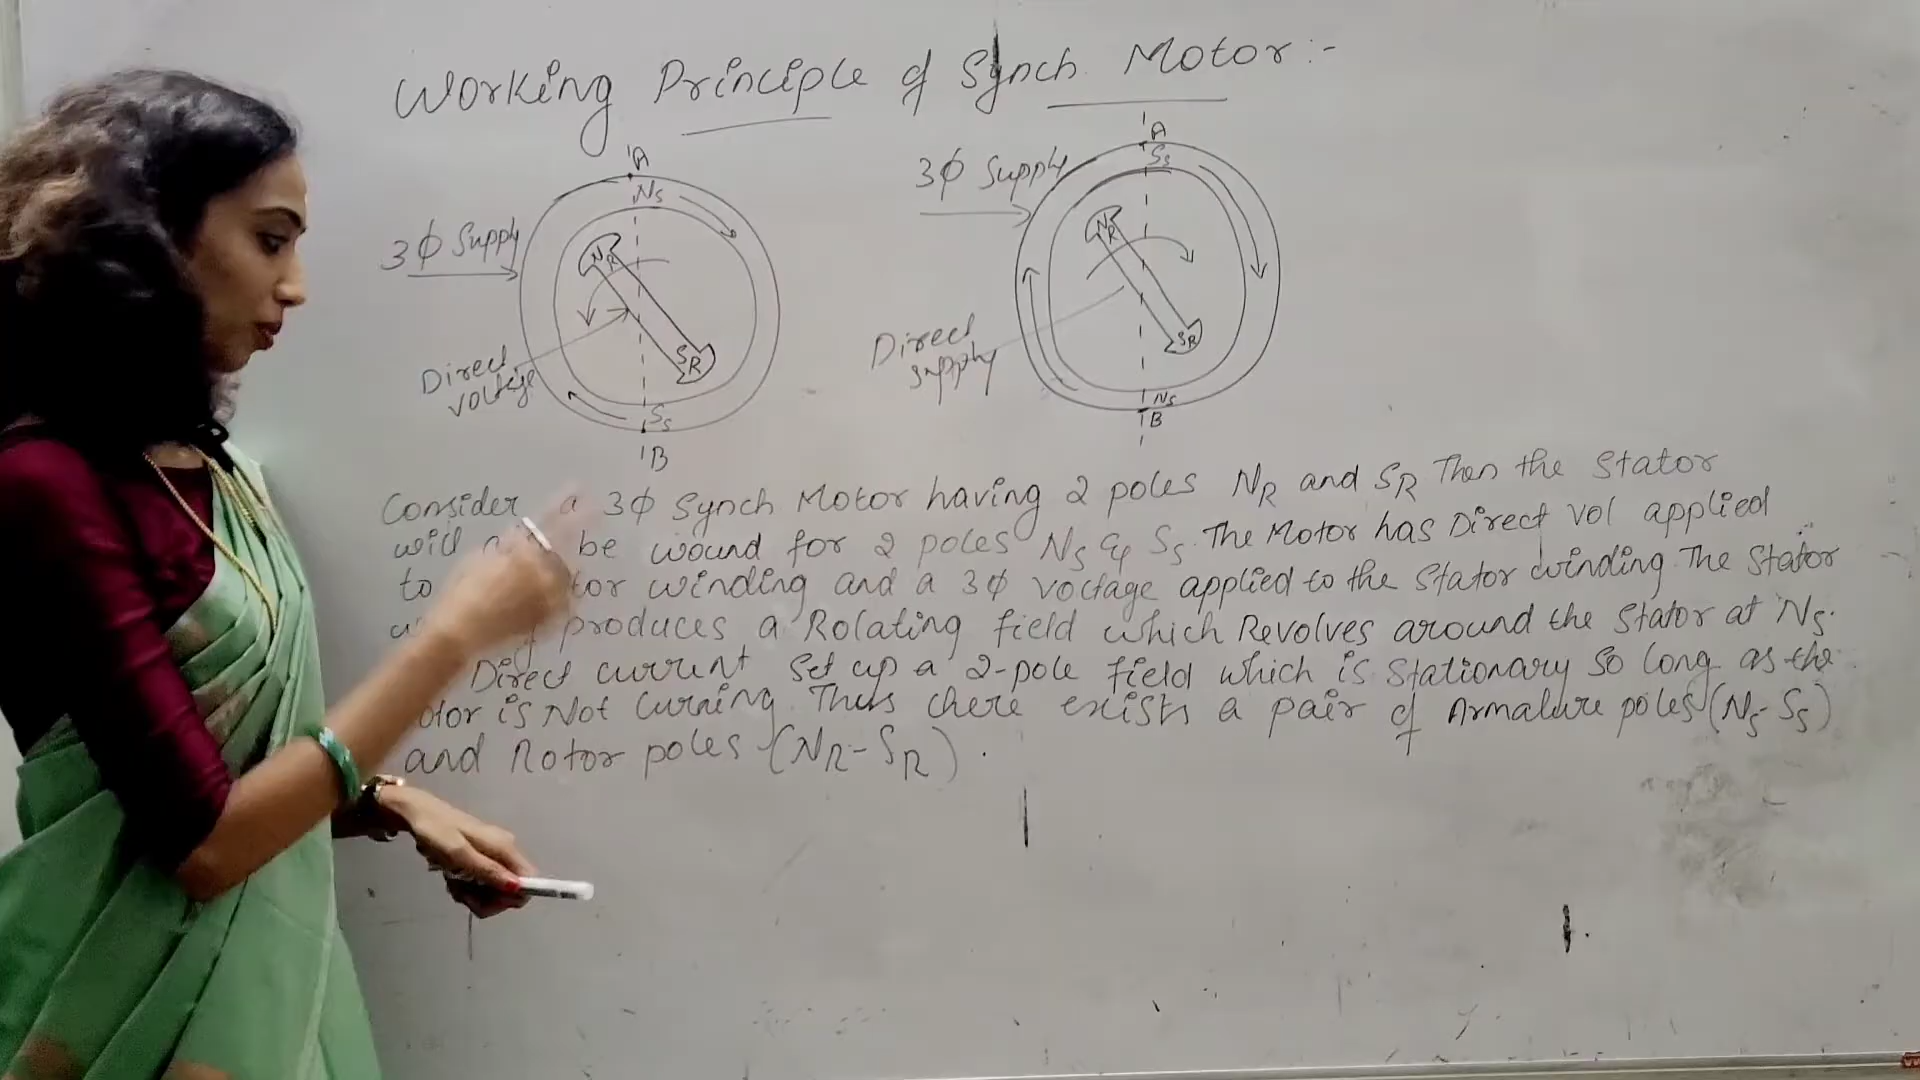 Working Principle of Synch Motor:-
A
Ns
3φ Supply
NR
SR
Direct voltage
Ss
B
A
Ss
3φ Supply
NR
SR
Direct supply
Ns
B
Consider a 3φ Synch Motor having 2 poles NR and SR Then the Stator
will be wound for 2 poles Ns & Ss. The Motor has Direct vol applied
to winding and a 3φ voltage applied to the Stator winding. The Stator
produces a Rotating field which Revolves around the Stator at Ns.
Direct current Set up a 2-pole field which is Stationary So Long as the
is Not Turning. Thus there exists a pair of Armature poles (Ns-Ss)
and Rotor poles (NR-SR).